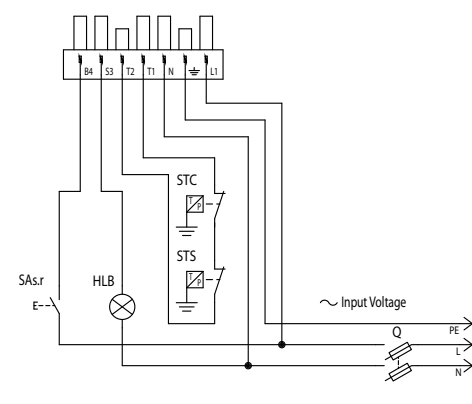 B4 S3 T2 T1 N L1
STC
T
P
STS
T
P
SAs.r HLB
E
~ Input Voltage
Q
PE
L
N